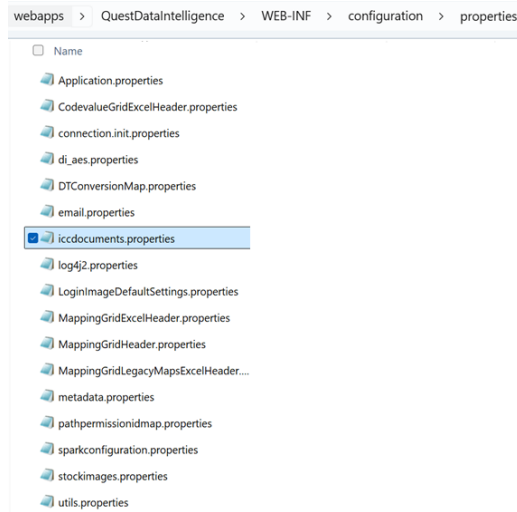 webapps > QuestDataIntelligence > WEB-INF > configuration > properties
Name
Application.properties
CodevalueGridExcelHeader.properties
connection.init.properties
di_aes.properties
DTConversionMap.properties
email.properties
iccdocuments.properties
log4j2.properties
LoginImageDefaultSettings.properties
MappingGridExcelHeader.properties
MappingGridHeader.properties
MappingGridLegacyMapsExcelHeader....
metadata.properties
pathpermissionidmap.properties
sparkconfiguration.properties
stockimages.properties
utils.properties